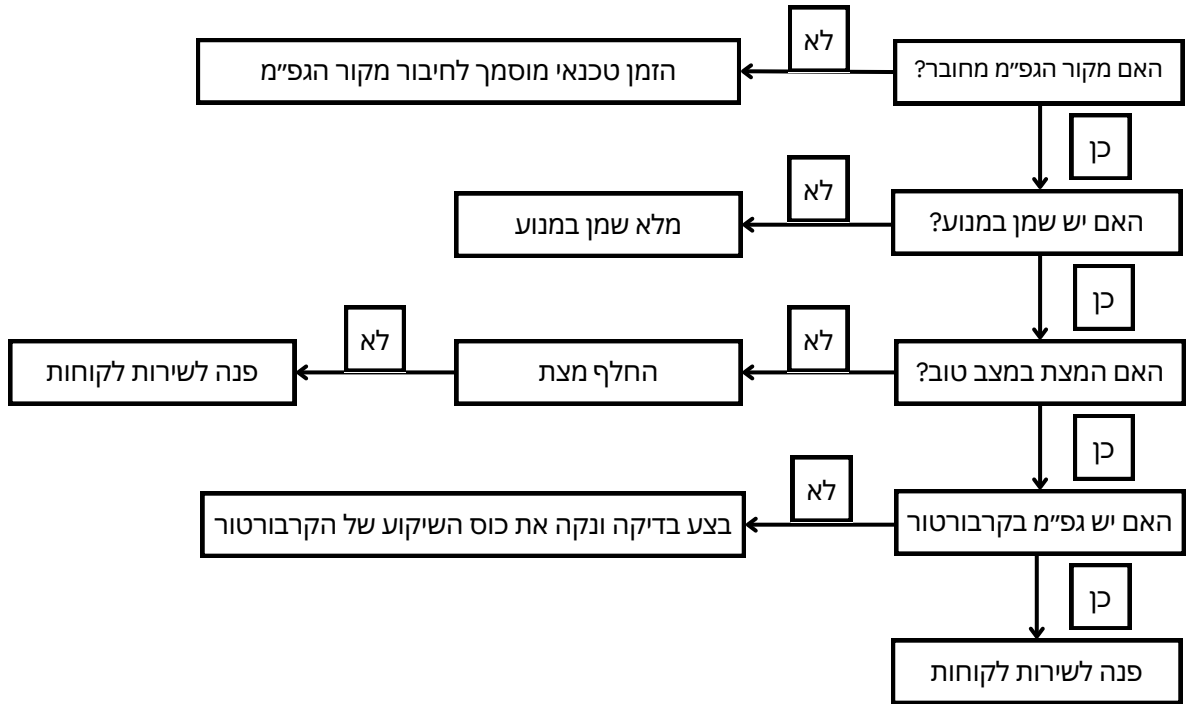 האם מקור הגפ״מ מחובר?
לא
הזמן טכנאי מוסמך לחיבור מקור הגפ״מ
כן
האם יש שמן במנוע?
לא
מלא שמן במנוע
כן
האם המצת במצב טוב?
לא
החלף מצת
לא
פנה לשירות לקוחות
כן
האם יש גפ״מ בקרבורטור
לא
בצע בדיקה ונקה את כוס השיקוע של הקרבורטור
כן
פנה לשירות לקוחות